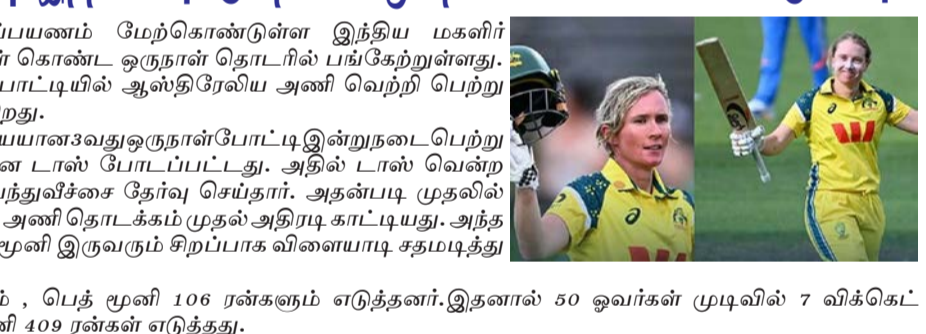 ப்பயணம் மேற்கொண்டுள்ள இந்திய மகளிர்
கொண்ட ஒருநாள் தொடரில் பங்கேற்றுள்ளது.
போட்டியில் ஆஸ்திரேலிய அணி வெற்றி பெற்று
றது.
யயான3வதுஒருநாள்போட்டிஇன்றுநடைபெற்று
ன டாஸ் போடப்பட்டது. அதில் டாஸ் வென்ற
பந்துவீச்சை தேர்வு செய்தார். அதன்படி முதலில்
அணி தொடக்கம் முதல் அதிரடி காட்டியது. அந்த
மூனி இருவரும் சிறப்பாக விளையாடி சதமடித்து
ம் , பெத் மூனி 106 ரன்களும் எடுத்தனர்.இதனால் 50 ஓவர்கள் முடிவில் 7 விக்கெட்
ணி 409 ரன்கள் எடுத்தது.